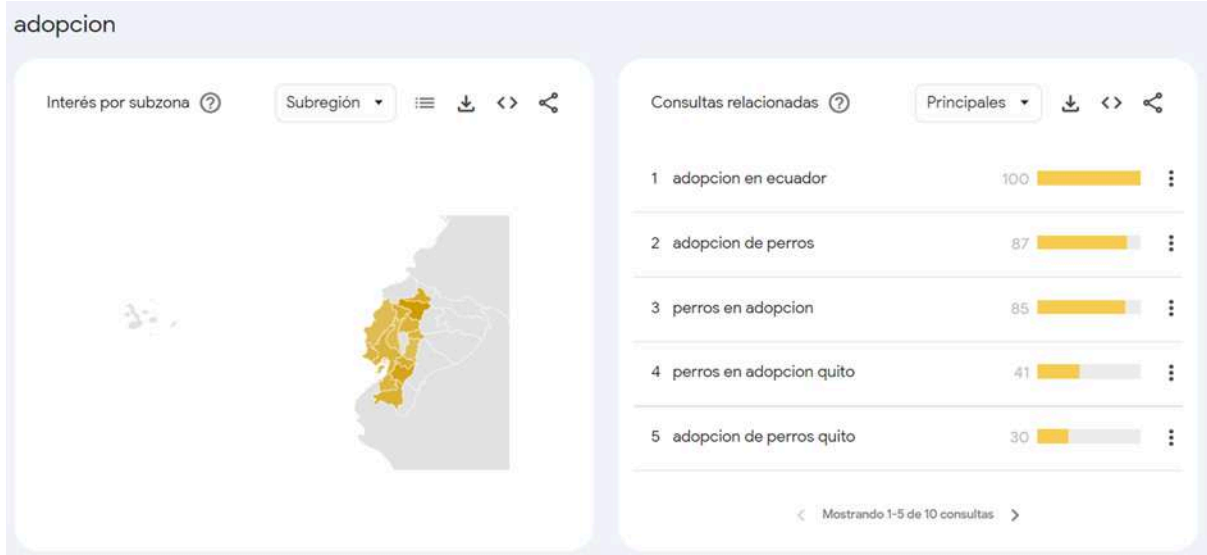 adopcion
Interés por subzona
Subregión
Consultas relacionadas
Principales
1 adopcion en ecuador 100
2 adopcion de perros 87
3 perros en adopcion 85
4 perros en adopcion quito 41
5 adopcion de perros quito 30
Mostrando 1-5 de 10 consultas